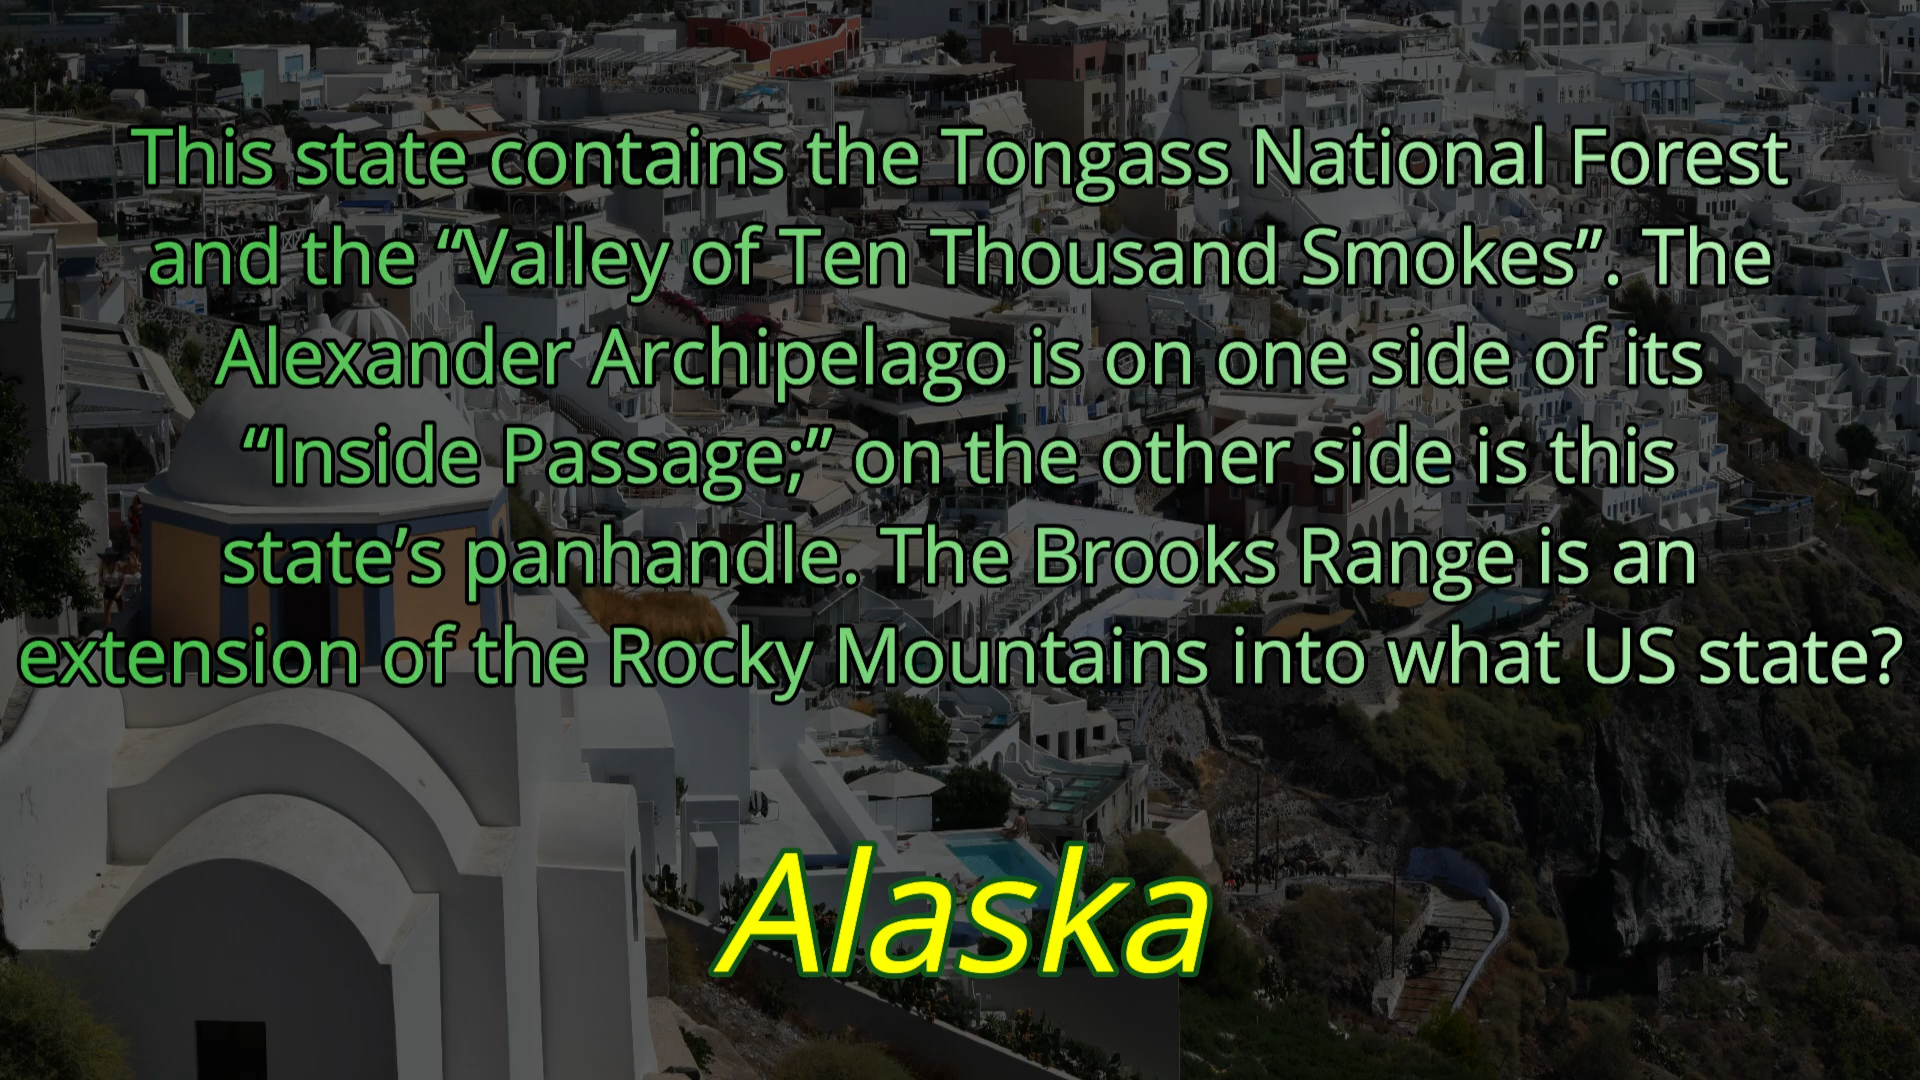 This state contains the Tongass National Forest
and the “Valley of Ten Thousand Smokes”. The
Alexander Archipelago is on one side of its
“Inside Passage;” on the other side is this
state’s panhandle. The Brooks Range is an
extension of the Rocky Mountains into what US state?
Alaska